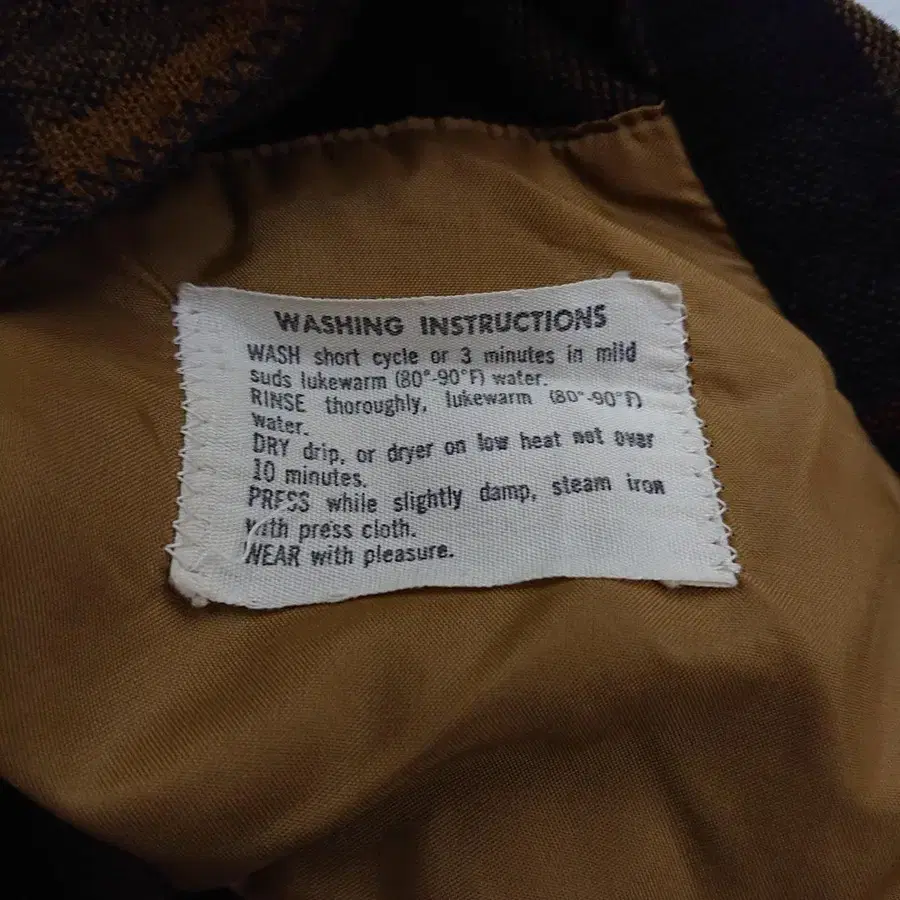 WASHING INSTRUCTIONS
WASH short cycle or 3 minutes in mild
suds lukewarm (80°-90°F) water.
RINSE thoroughly, lukewarm (80°-90°F)
water.
DRY drip, or dryer on low heat not over
10 minutes.
PRESS while slightly damp, steam iron
with press cloth.
WEAR with pleasure.